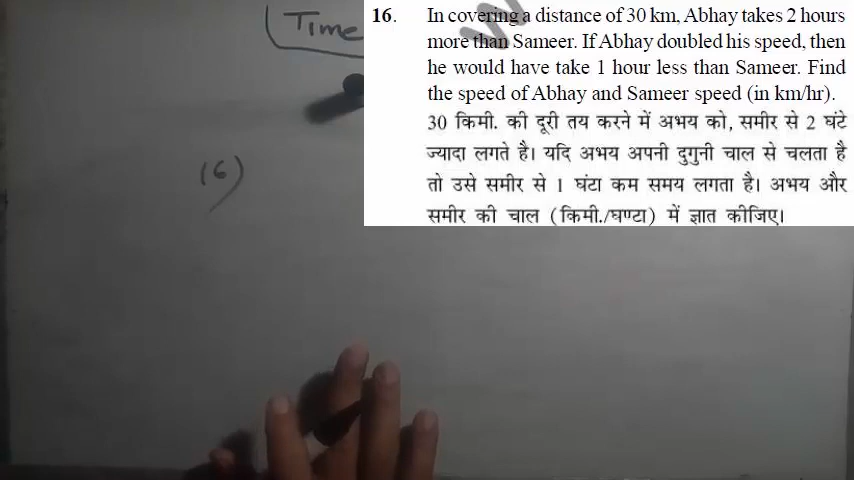 Time
16. In covering a distance of 30 km, Abhay takes 2 hours
more than Sameer. If Abhay doubled his speed, then
he would have take 1 hour less than Sameer. Find
the speed of Abhay and Sameer speed (in km/hr).
30 किमी. की दूरी तय करने में अभय को, समीर से 2 घंटे
ज्यादा लगते है। यदि अभय अपनी दुगुनी चाल से चलता है
तो उसे समीर से 1 घंटा कम समय लगता है। अभय और
समीर की चाल (किमी./घण्टा) में ज्ञात कीजिए।
16)